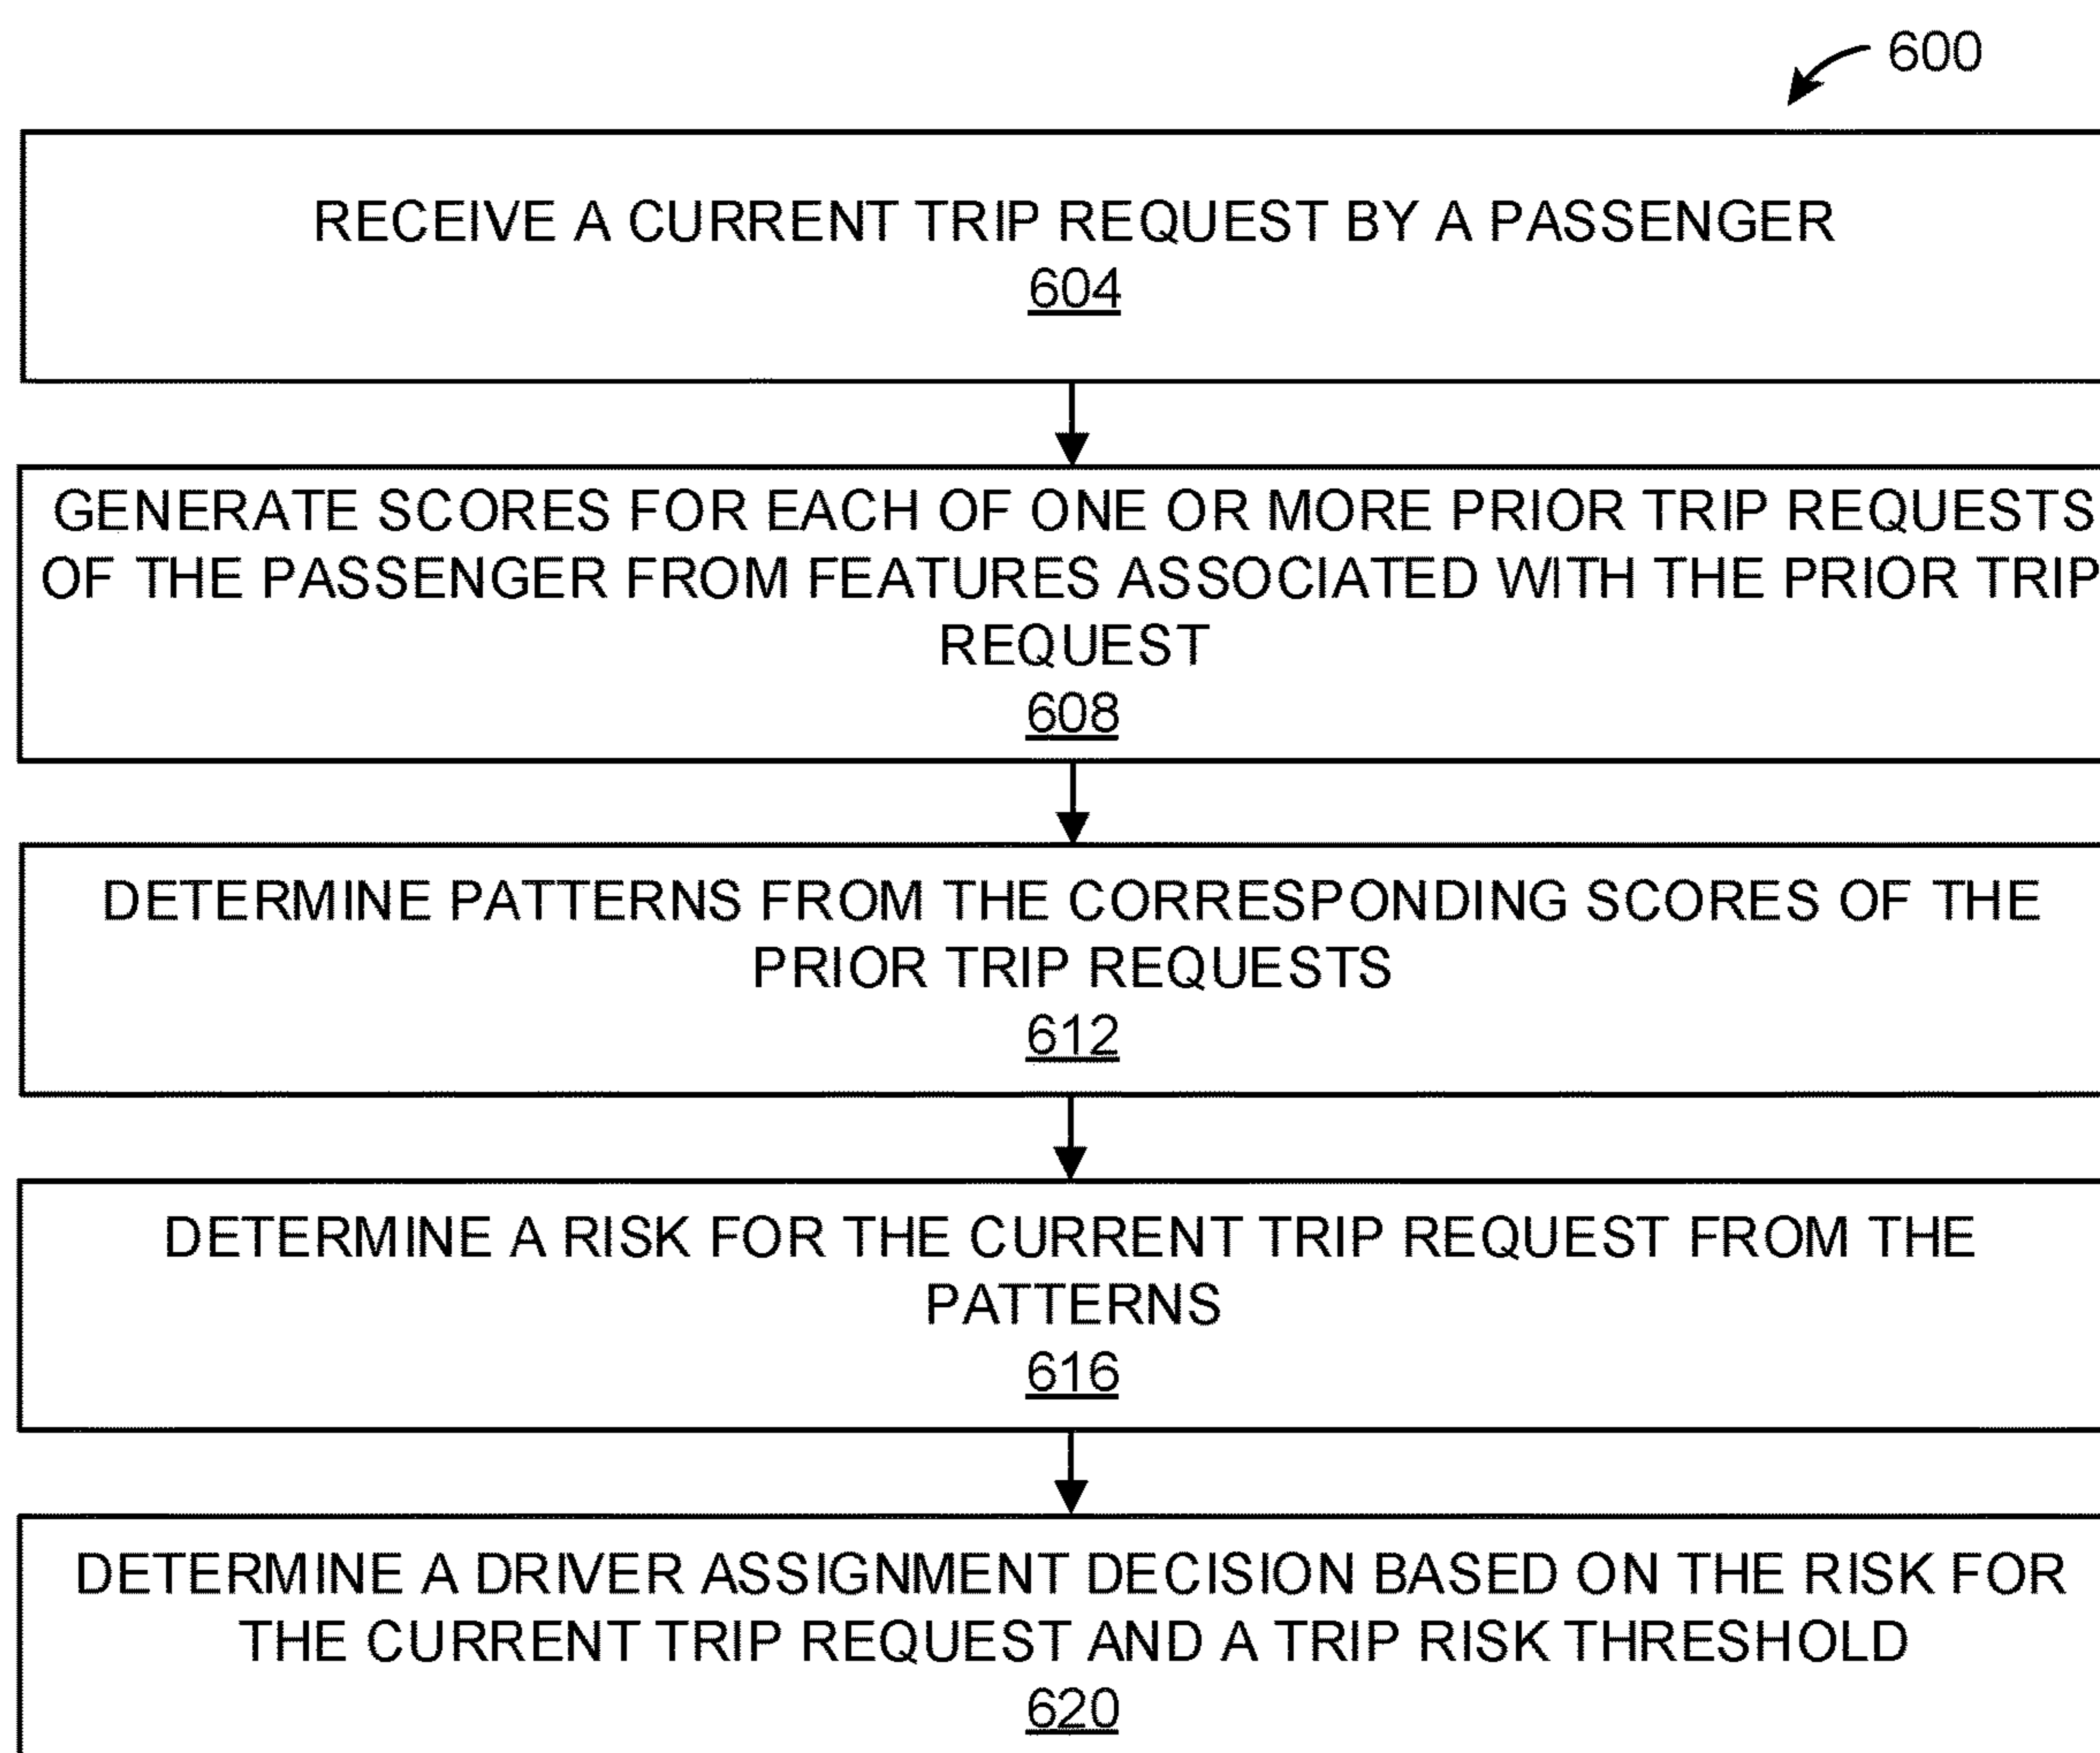 600
RECEIVE A CURRENT TRIP REQUEST BY A PASSENGER
604
GENERATE SCORES FOR EACH OF ONE OR MORE PRIOR TRIP REQUESTS
OF THE PASSENGER FROM FEATURES ASSOCIATED WITH THE PRIOR TRIP
REQUEST
608
DETERMINE PATTERNS FROM THE CORRESPONDING SCORES OF THE
PRIOR TRIP REQUESTS
612
DETERMINE A RISK FOR THE CURRENT TRIP REQUEST FROM THE
PATTERNS
616
DETERMINE A DRIVER ASSIGNMENT DECISION BASED ON THE RISK FOR
THE CURRENT TRIP REQUEST AND A TRIP RISK THRESHOLD
620